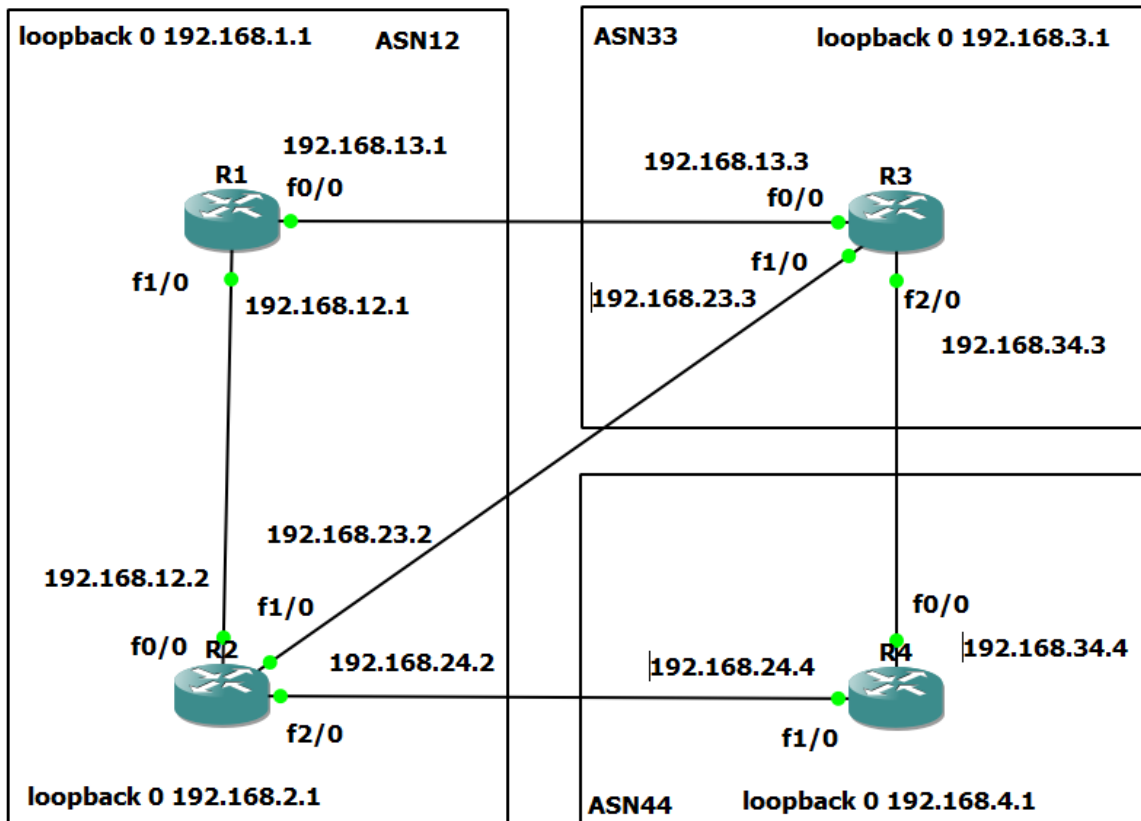 loopback 0 192.168.1.1
ASN12
192.168.13.1
R1
f0/0
f1/0
192.168.12.1
192.168.23.2
192.168.12.2
f1/0
f0/0
R2
192.168.24.2
f2/0
loopback 0 192.168.2.1
ASN33
loopback 0 192.168.3.1
192.168.13.3
R3
f0/0
f1/0
192.168.23.3
f2/0
192.168.34.3
f0/0
R4
192.168.34.4
192.168.24.4
f1/0
ASN44
loopback 0 192.168.4.1